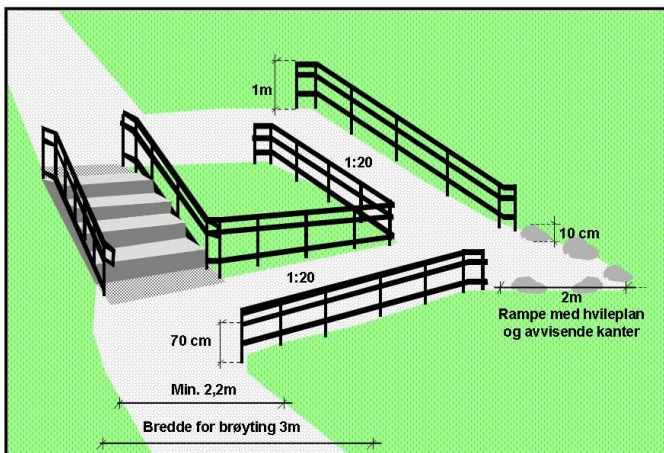 1m
1:20
10 cm
1:20
2m
Rampe med hvileplan
og avvisende kanter
70 cm
Min. 2,2m
Bredde for brøyting 3m